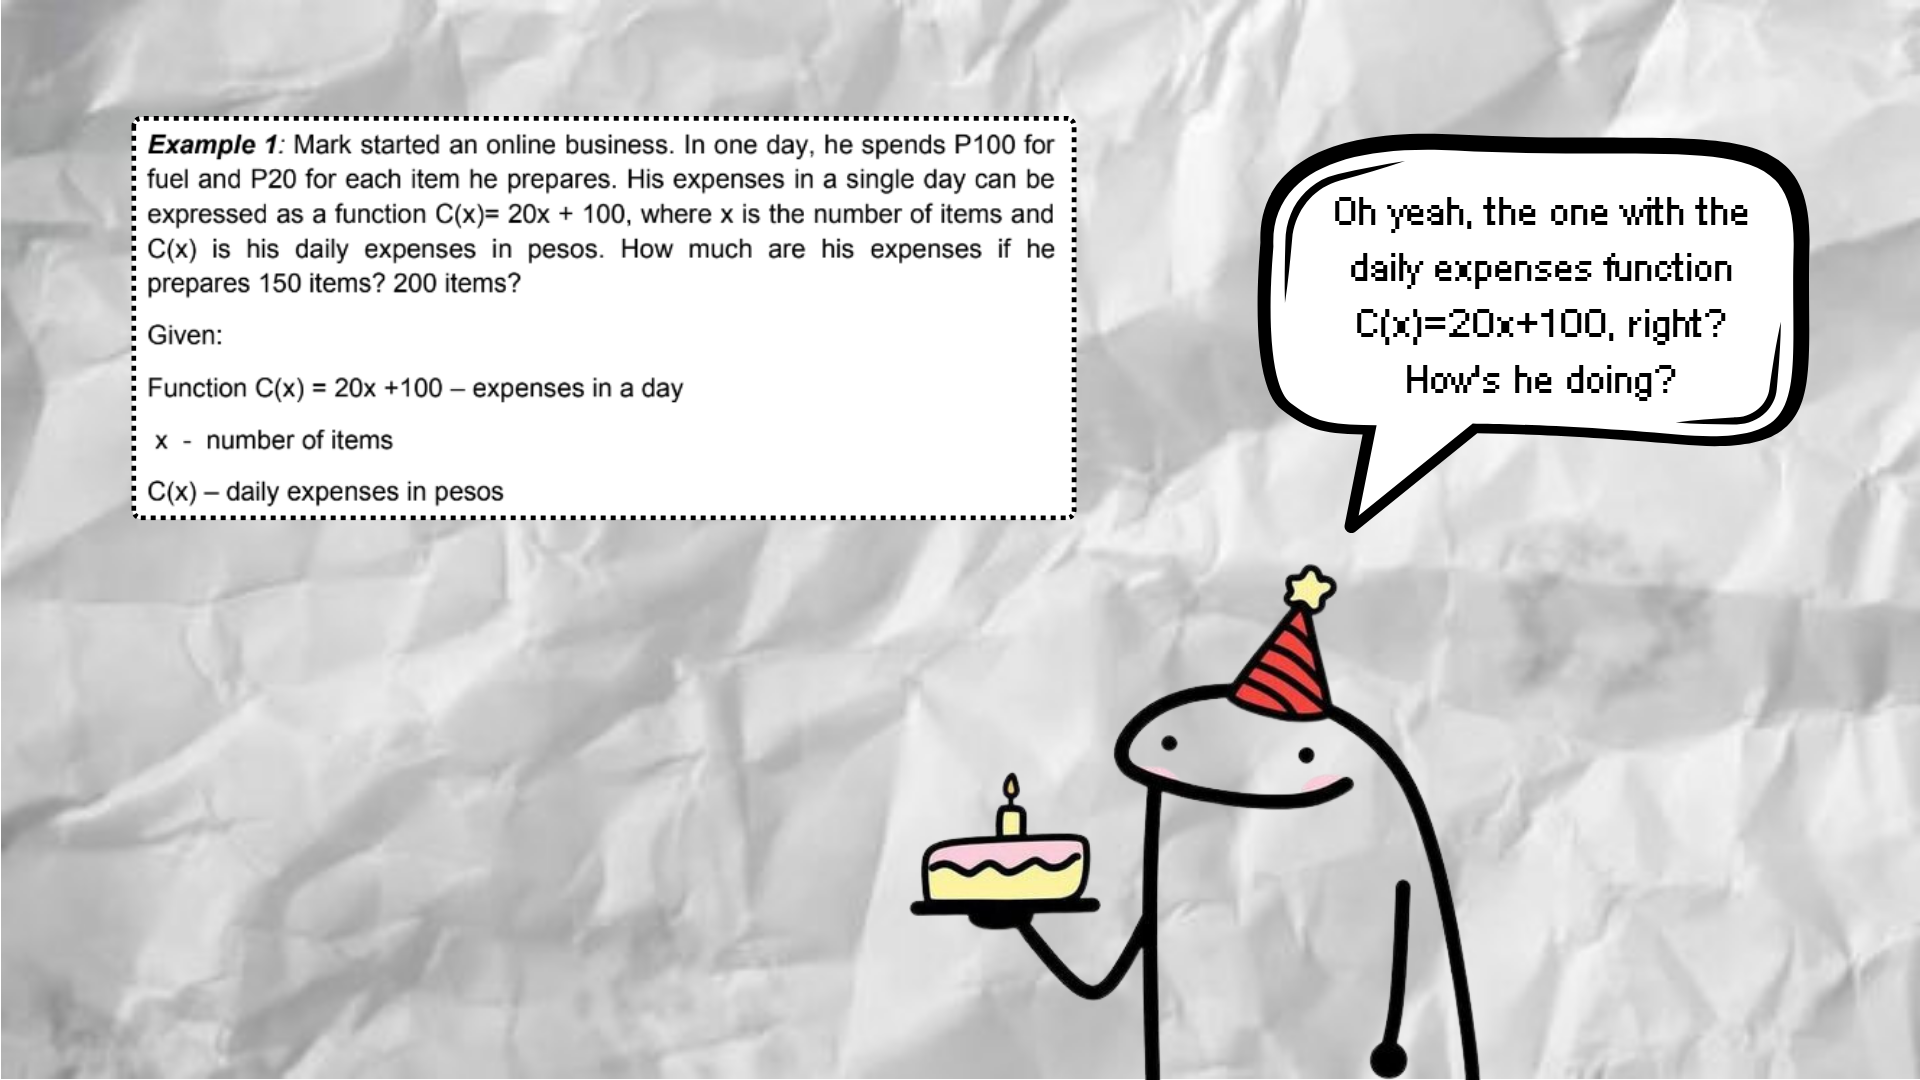 Example 1: Mark started an online business. In one day, he spends P100 for
fuel and P20 for each item he prepares. His expenses in a single day can be
expressed as a function C(x)= 20x + 100, where x is the number of items and
C(x) is his daily expenses in pesos. How much are his expenses if he
prepares 150 items? 200 items?
Given:
Function C(x) = 20x +100 – expenses in a day
x - number of items
C(x) – daily expenses in pesos
Oh yeah, the one with the
daily expenses function
C(x)=20x+100, right?
How's he doing?